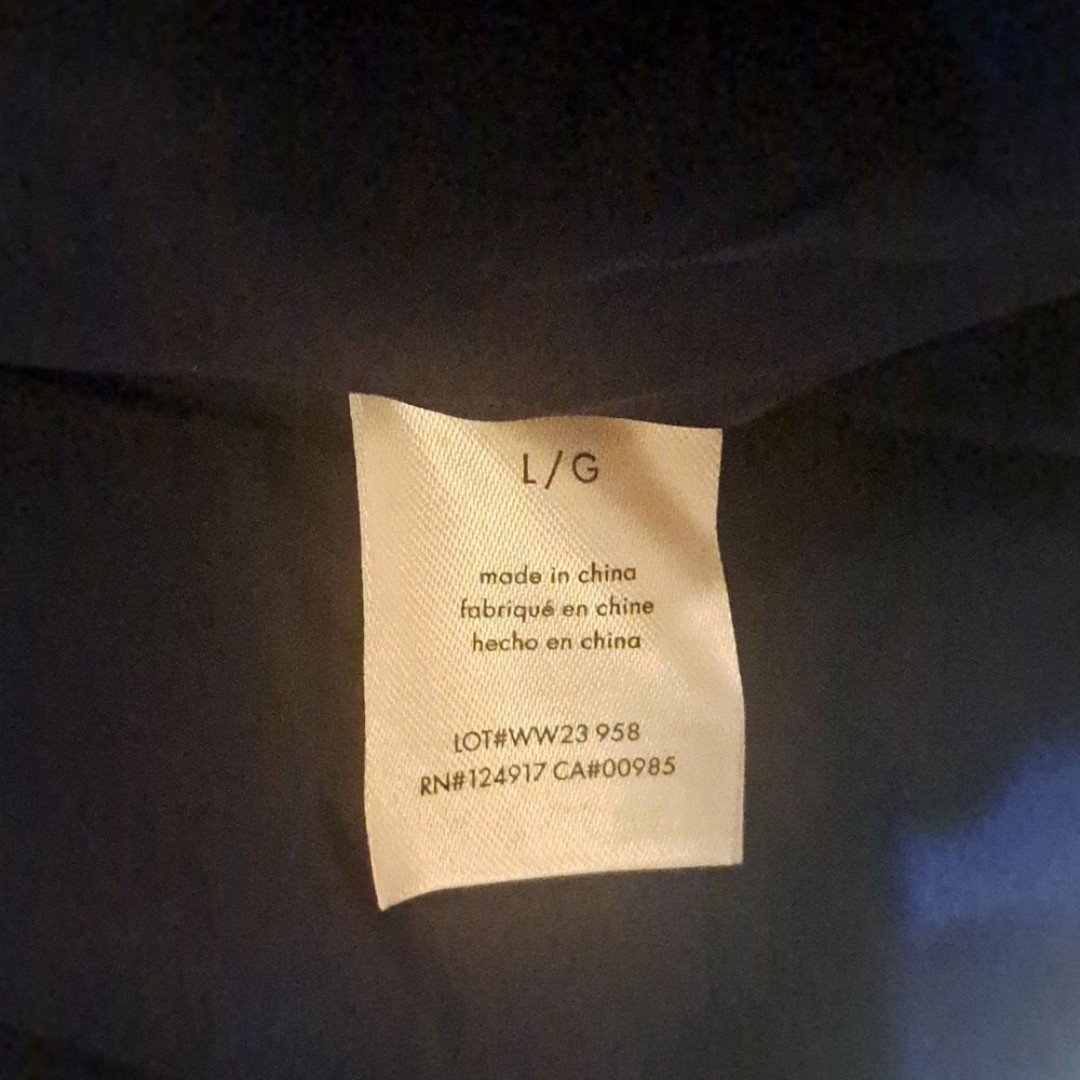 L/G
made in china
fabriqué en chine
hecho en china
LOT#WW23 958
RN#124917 CA#00985